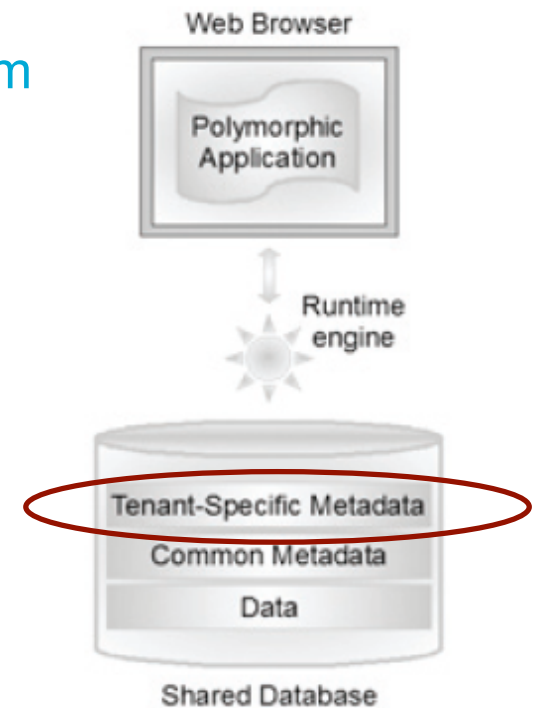 Web Browser
m
Polymorphic
Application
Runtime
engine
Tenant-Specific Metadata
Common Metadata
Data
Shared Database